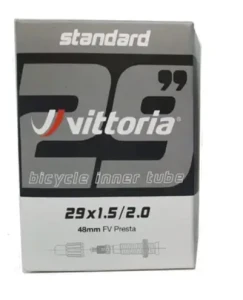 standard
29”
vittoria
bicycle inner tube
29x1.5/2.0
48mm FV Presta